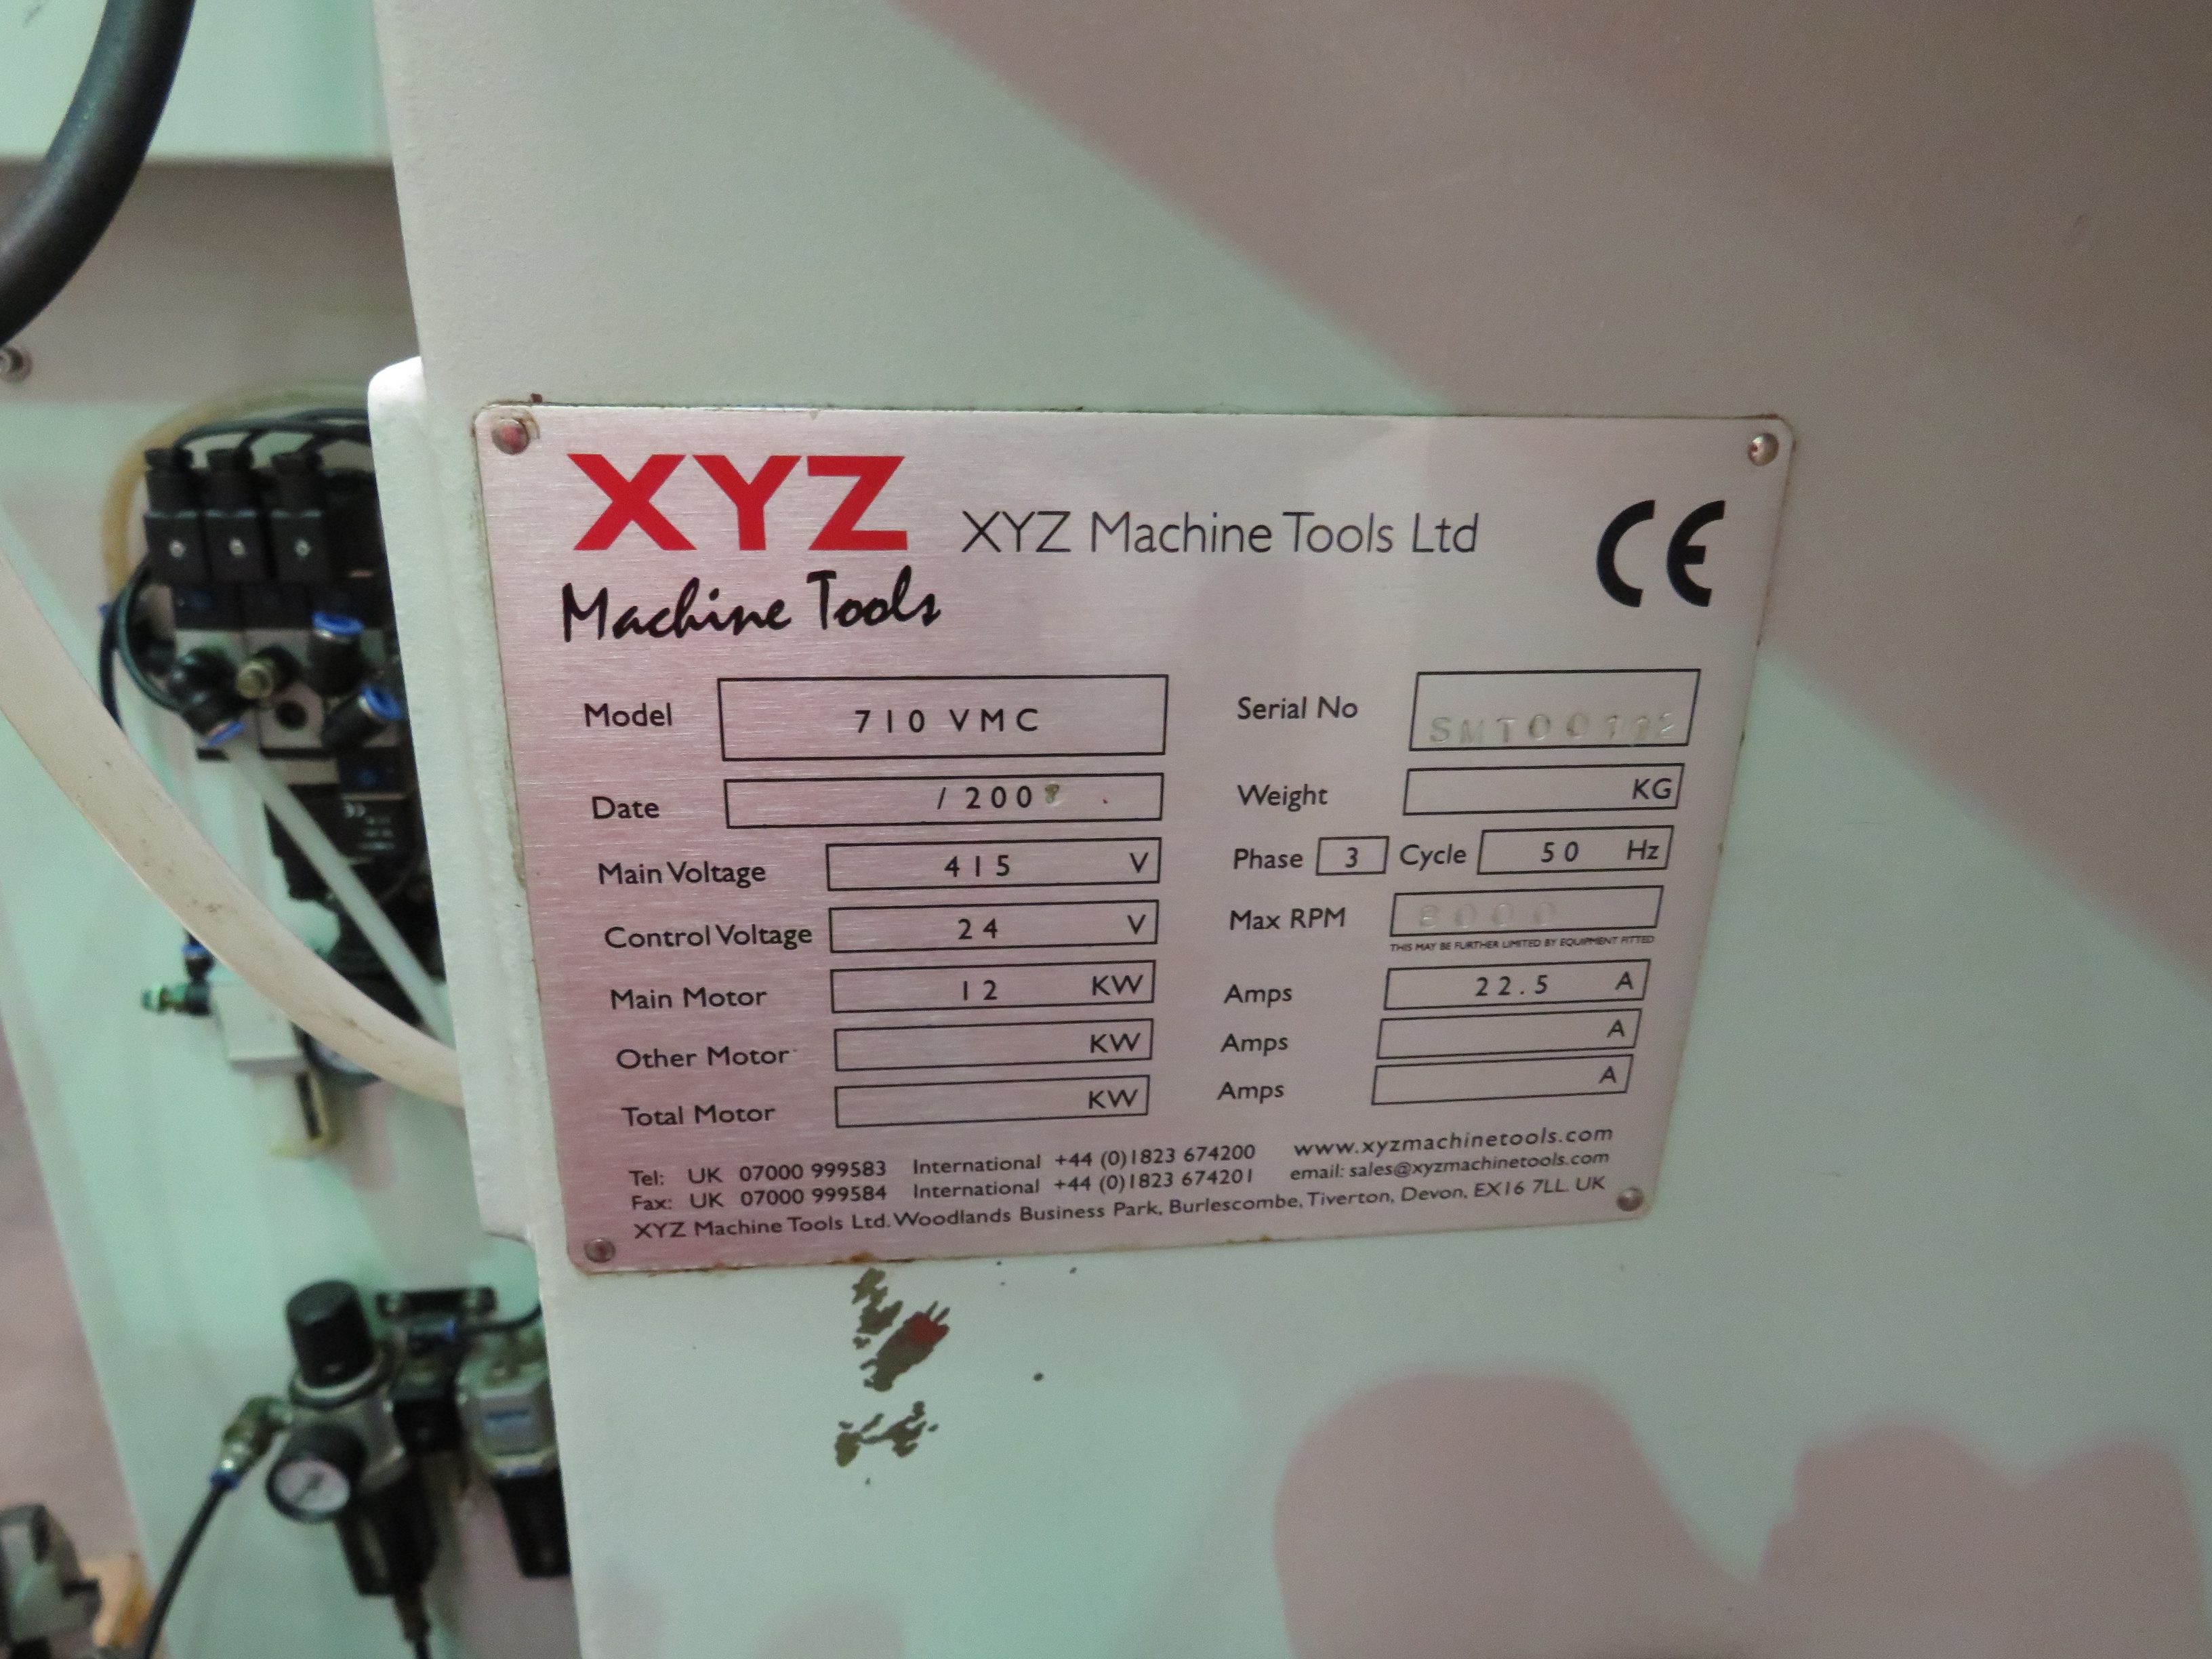 XYZ
Machine Tools
XYZ Machine Tools Ltd
CE
Model 710 VMC
Serial No
Date / 2008
Weight KG
Main Voltage 415 V
Phase 3 Cycle 50 Hz
Control Voltage 24 V
Max RPM 8000
THIS MAY BE FURTHER LIMITED BY EQUIPMENT FITTED
Main Motor 12 KW
Amps 22.5 A
Other Motor KW
Amps A
Total Motor KW
Amps A
Tel: UK 07000 999583 International +44 (0)1823 674200 www.xyzmachinetools.com
Fax: UK 07000 999584 International +44 (0)1823 674201 email: sales@xyzmachinetools.com
XYZ Machine Tools Ltd. Woodlands Business Park, Burlescombe, Tiverton, Devon, EX16 7LL. UK